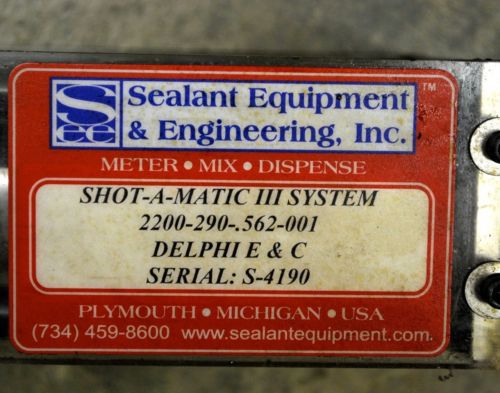 See
Sealant Equipment
& Engineering, Inc.
TM
METER • MIX • DISPENSE
SHOT-A-MATIC III SYSTEM
2200-290-.562-001
DELPHI E & C
SERIAL: S-4190
PLYMOUTH • MICHIGAN • USA
(734) 459-8600 www.sealantequipment.com